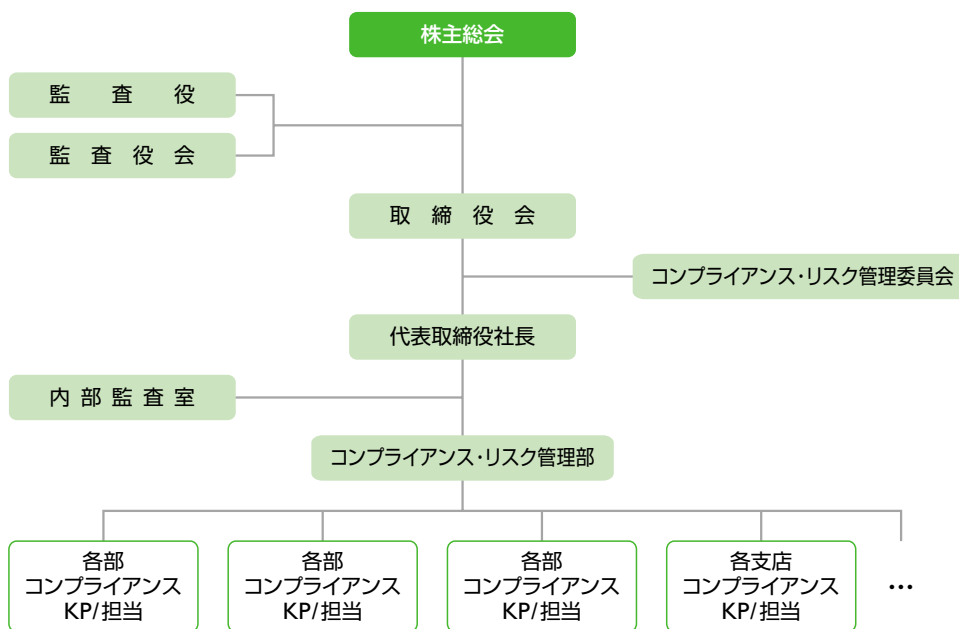 株主総会
監査役
監査役会
取締役会
コンプライアンス・リスク管理委員会
代表取締役社長
内部監査室
コンプライアンス・リスク管理部
各部
コンプライアンス
KP/担当
各部
コンプライアンス
KP/担当
各部
コンプライアンス
KP/担当
各支店
コンプライアンス
KP/担当
…